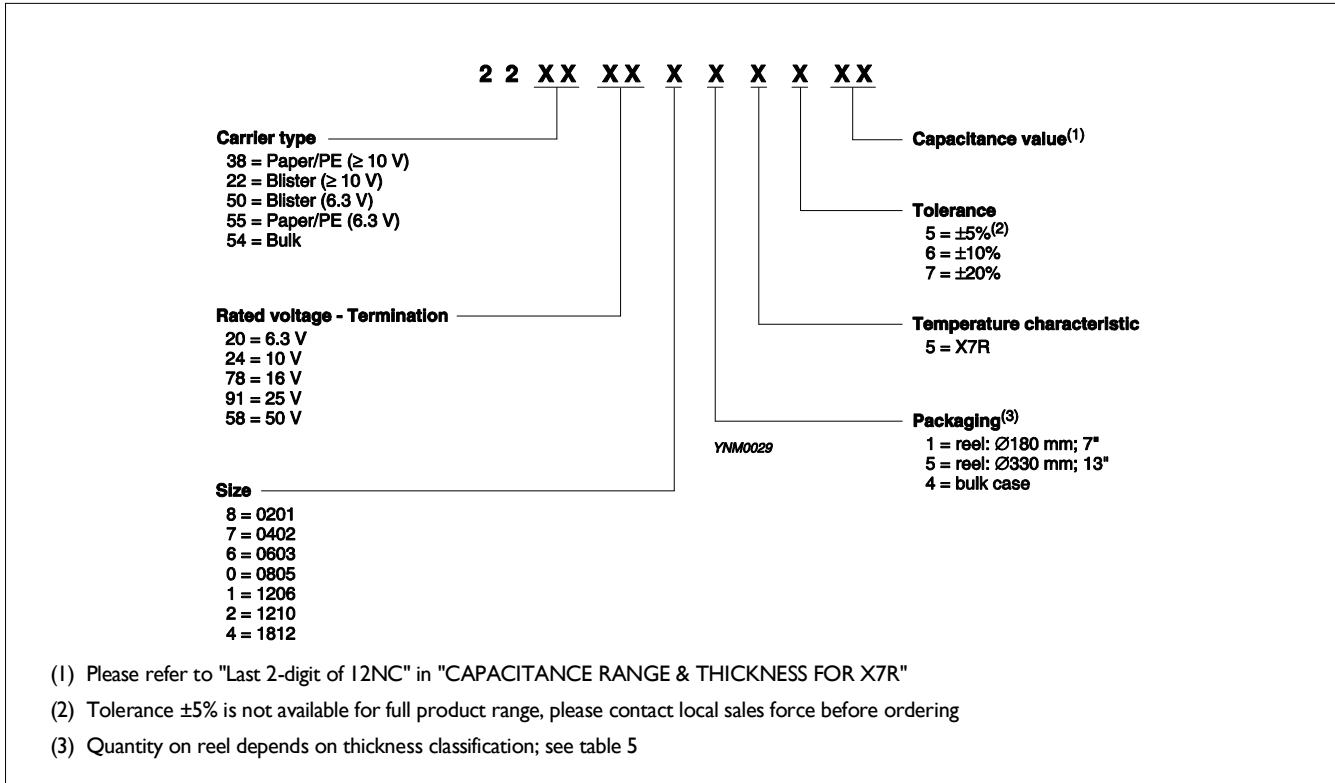 2 2 XX XX X X X X XX
Carrier type
38 = Paper/PE (≥ 10 V)
22 = Blister (≥ 10 V)
50 = Blister (6.3 V)
55 = Paper/PE (6.3 V)
54 = Bulk
Rated voltage - Termination
20 = 6.3 V
24 = 10 V
78 = 16 V
91 = 25 V
58 = 50 V
Size
8 = 0201
7 = 0402
6 = 0603
0 = 0805
1 = 1206
2 = 1210
4 = 1812
Capacitance value(1)
Tolerance
5 = ±5%(2)
6 = ±10%
7 = ±20%
Temperature characteristic
5 = X7R
Packaging(3)
1 = reel: Ø180 mm; 7"
5 = reel: Ø330 mm; 13"
4 = bulk case
YNM0029
(1) Please refer to "Last 2-digit of 12NC" in "CAPACITANCE RANGE & THICKNESS FOR X7R"
(2) Tolerance ±5% is not available for full product range, please contact local sales force before ordering
(3) Quantity on reel depends on thickness classification; see table 5